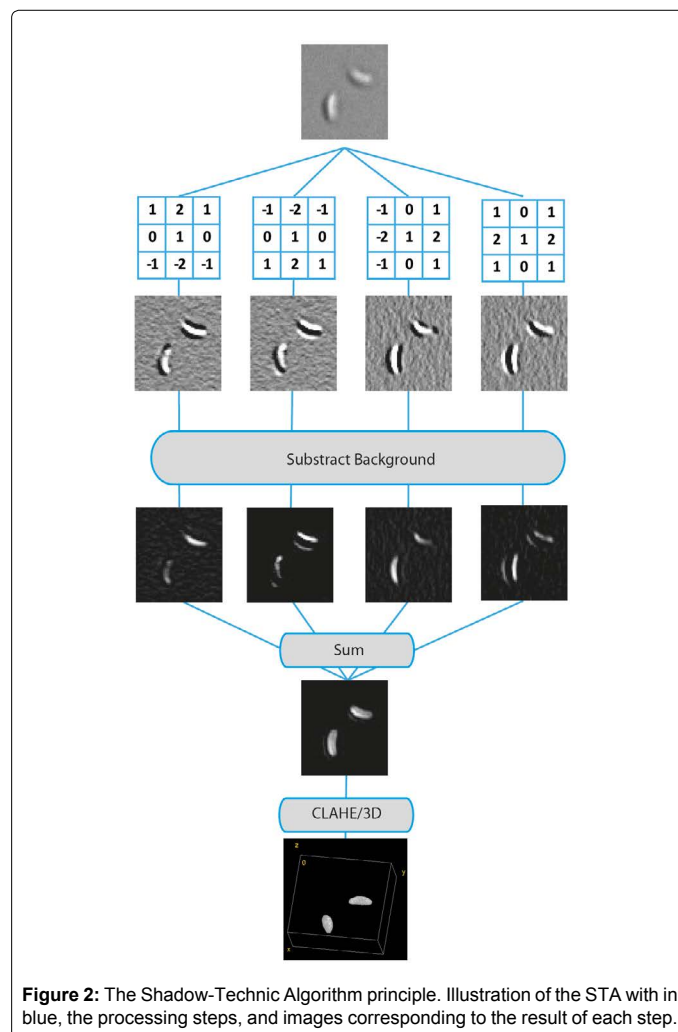 1 2 1
0 1 0
-1 -2 -1
-1 -2 -1
0 1 0
1 2 1
-1 0 1
-2 1 2
-1 0 1
1 0 1
2 1 2
1 0 1
Substract Background
Sum
CLAHE/3D
z
0
y
x
Figure 2: The Shadow-Technic Algorithm principle. Illustration of the STA with in
blue, the processing steps, and images corresponding to the result of each step.